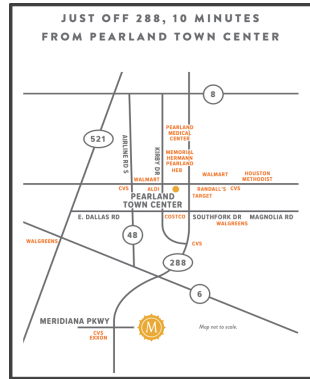 JUST OFF 288, 10 MINUTES
FROM PEARLAND TOWN CENTER
8
521
AIRLINE RD S
KIRBY DR
PEARLAND
MEDICAL
CENTER
MEMORIAL
HERMANN
PEARLAND
HEB
WALMART
WALMART
HOUSTON
METHODIST
CVS
ALDI
RANDALL'S
CVS
TARGET
PEARLAND
TOWN CENTER
E. DALLAS RD
COSTCO
SOUTHFORK DR
MAGNOLIA RD
WALGREENS
WALGREENS
48
CVS
288
6
MERIDIANA PKWY
M
Map not to scale.
CVS
EXXON